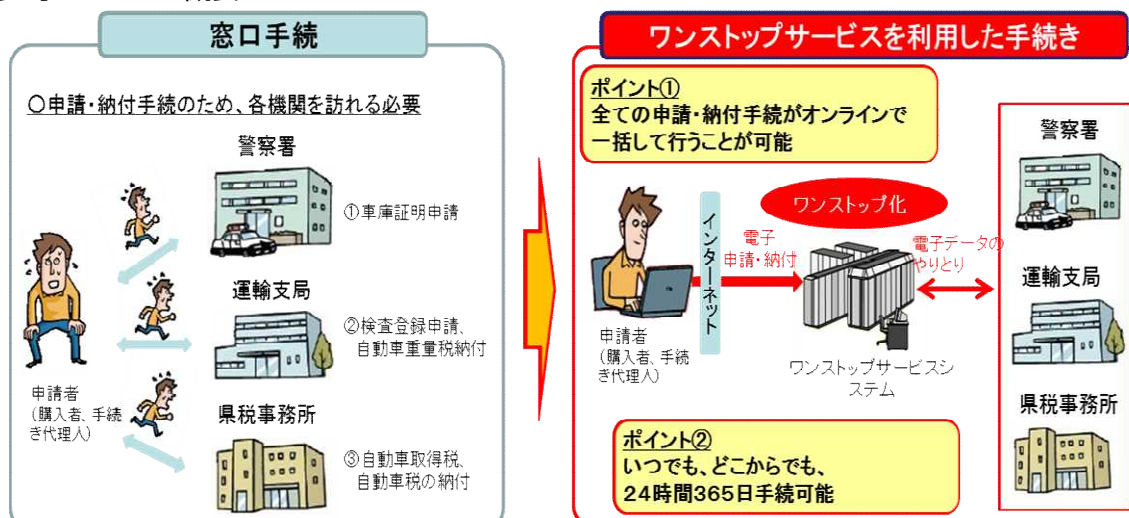 窓口手続
〇申請・納付手続のため、各機関を訪れる必要
警察署
①車庫証明申請
運輸支局
②検査登録申請、
自動車重量税納付
申請者
(購入者、手続
き代理人)
県税事務所
③自動車取得税、
自動車税の納付
ワンストップサービスを利用した手続き
ポイント①
全ての申請・納付手続がオンラインで
一括して行うことが可能
インターネット
ワンストップ化
電子
申請・納付
電子データの
やりとり
申請者
(購入者、手続
き代理人)
ワンストップサービスシ
ステム
ポイント②
いつでも、どこからでも、
24時間365日手続可能
警察署
運輸支局
県税事務所